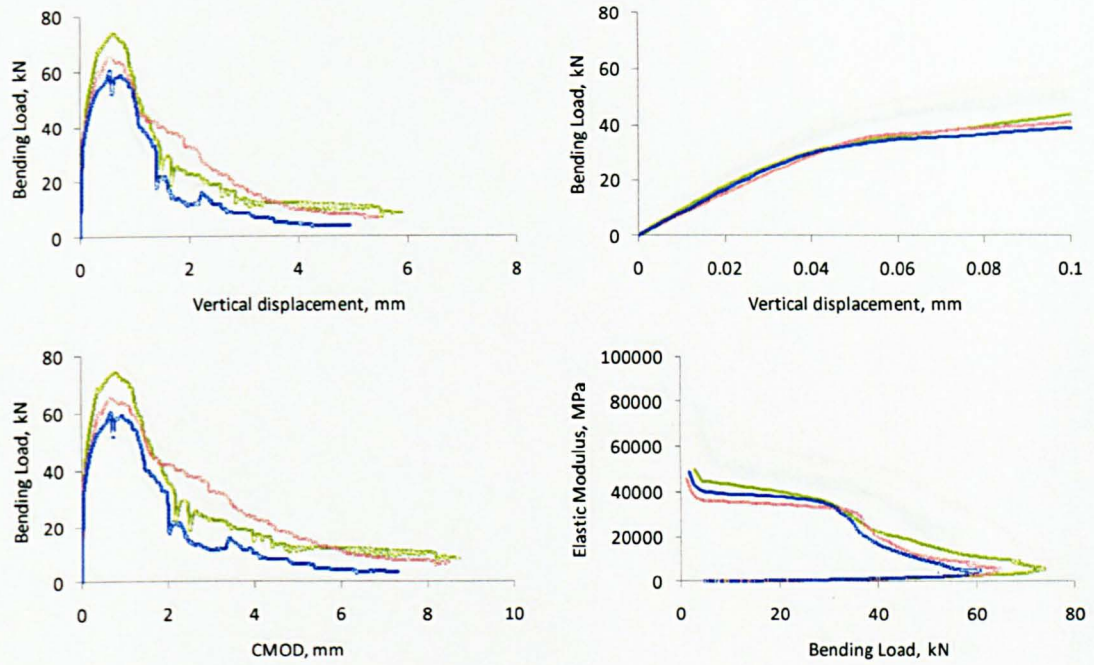 80
60
40
20
0
Bending Load, kN
0 2 4 6 8
Vertical displacement, mm
80
60
40
20
0
Bending Load, kN
0 0.02 0.04 0.06 0.08 0.1
Vertical displacement, mm
80
60
40
20
0
Bending Load, kN
0 2 4 6 8 10
CMOD, mm
100000
80000
60000
40000
20000
0
Elastic Modulus, MPa
0 20 40 60 80
Bending Load, kN